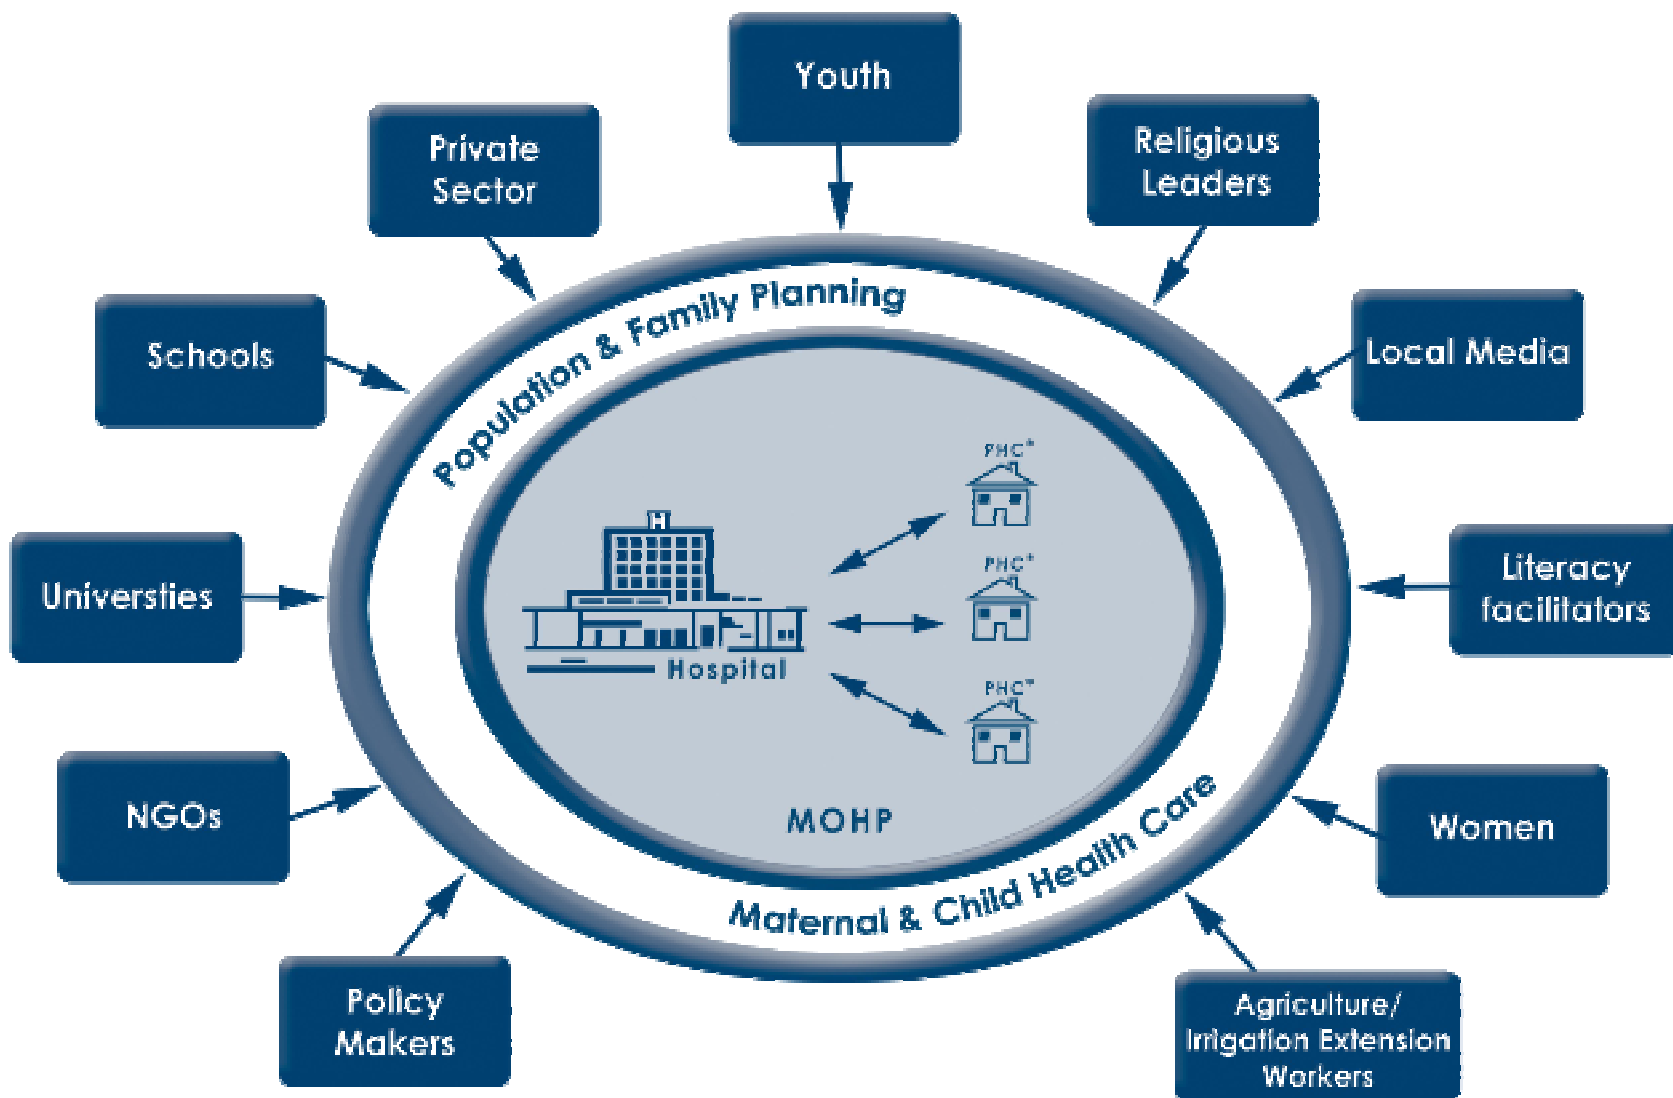 Youth
Private
Sector
Religious
Leaders
Schools
Local Media
Population & Family Planning
PHC*
H
PHC*
Universties
Literacy
facilitators
Hospital
PHC*
NGOs
MOHP
Women
Maternal & Child Health Care
Policy
Makers
Agriculture/
Irrigation Extension
Workers